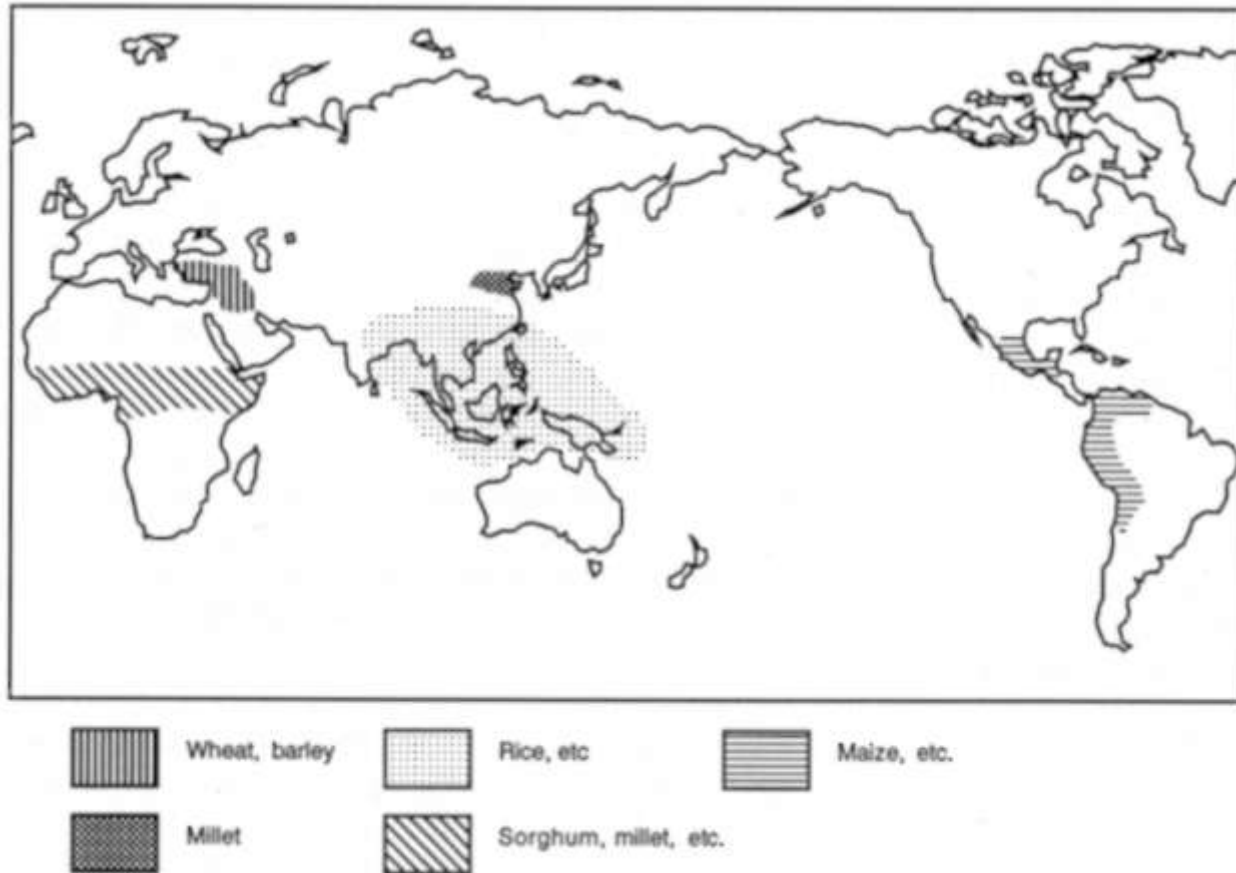 Wheat, barley
Rice, etc
Maize, etc.
Millet
Sorghum, millet, etc.